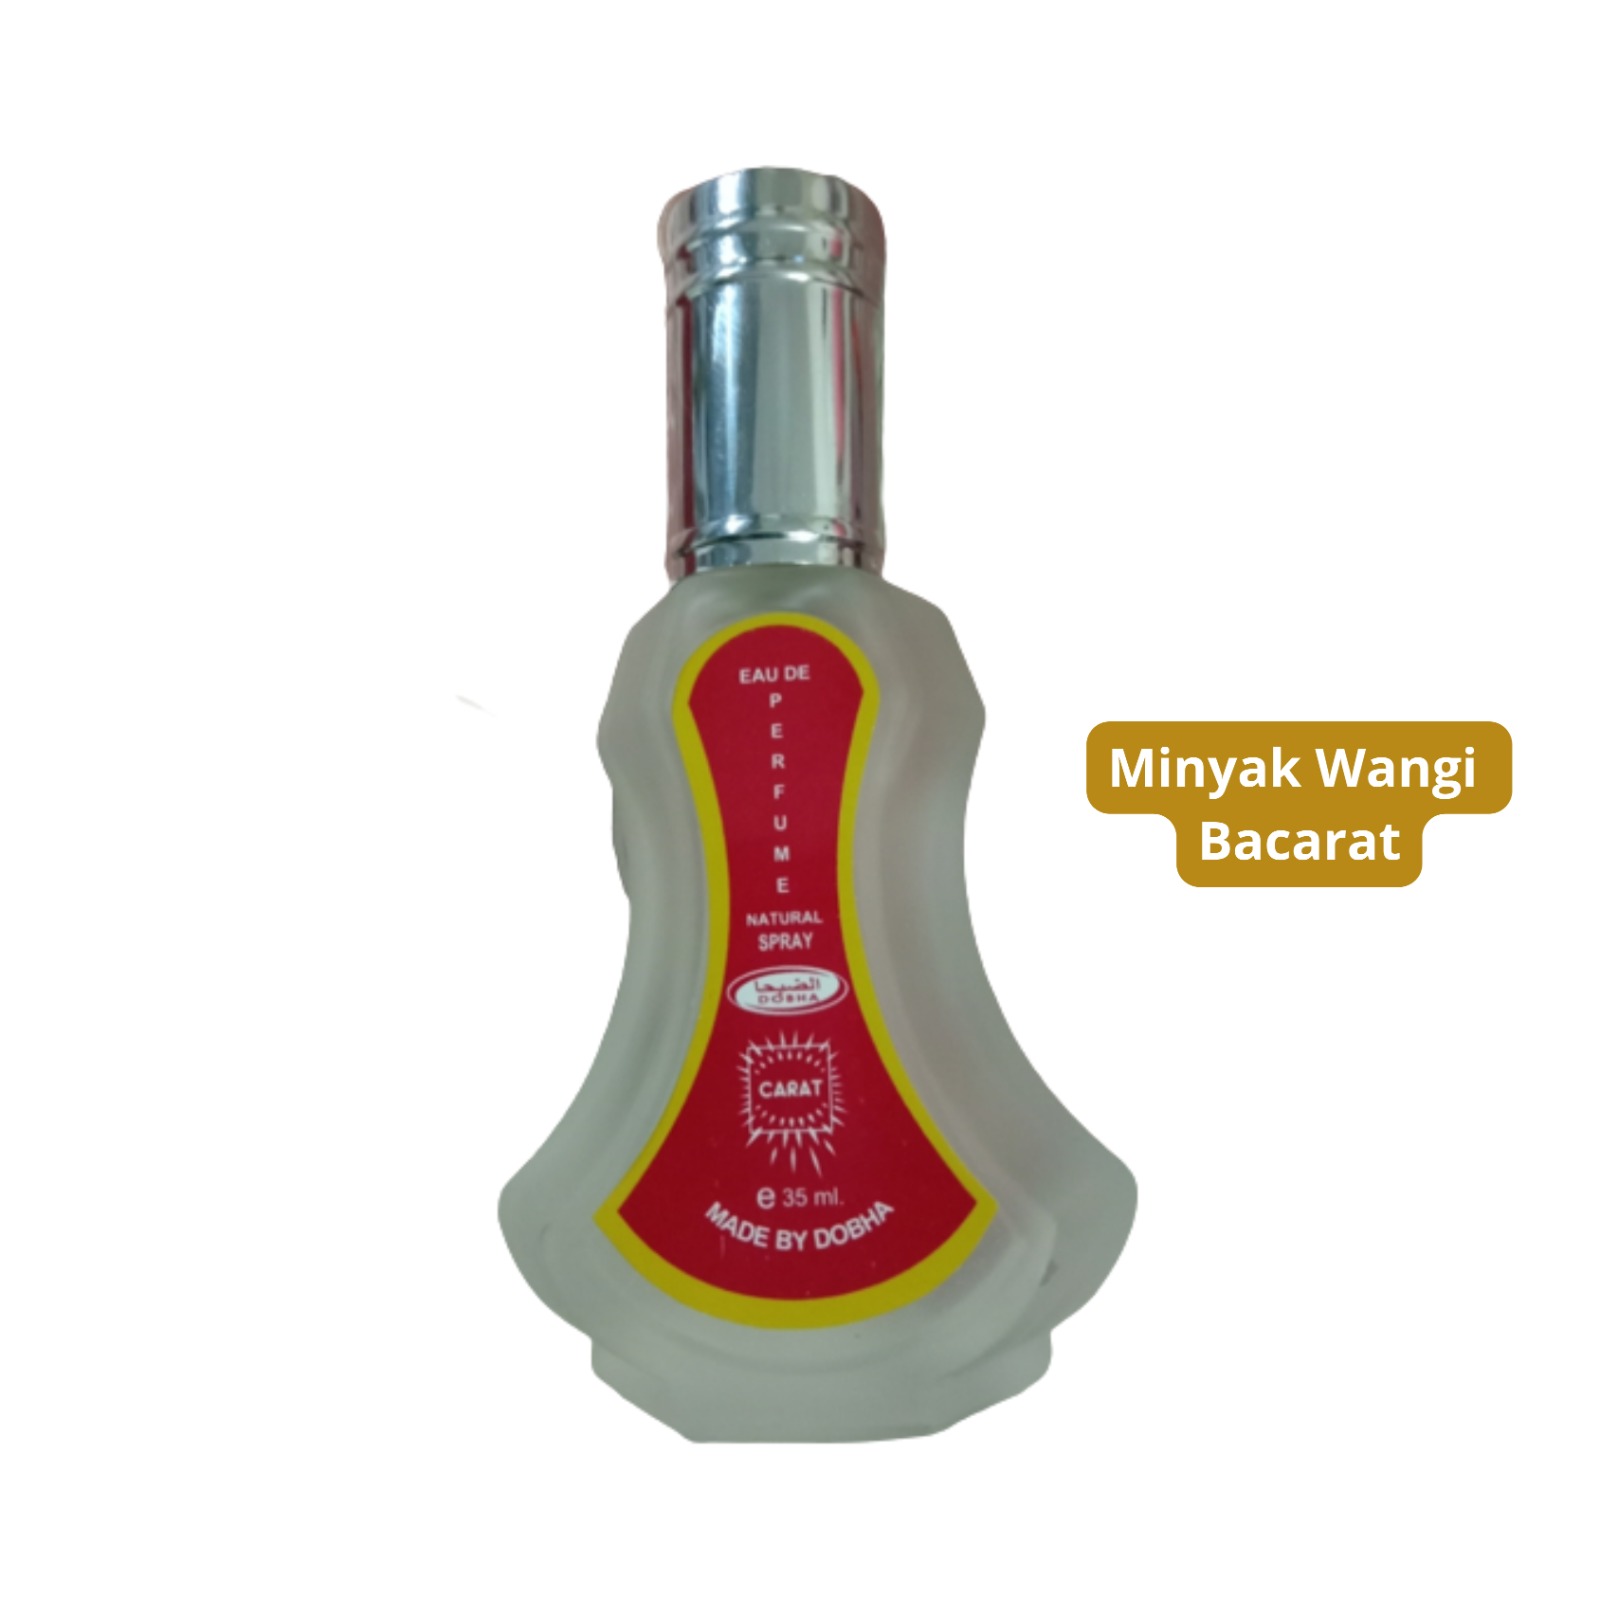 EAU DE
PERFUME
NATURAL
SPRAY
الضبحا
DOBHA
CARAT
e 35 ml.
MADE BY DOBHA
Minyak Wangi
Bacarat